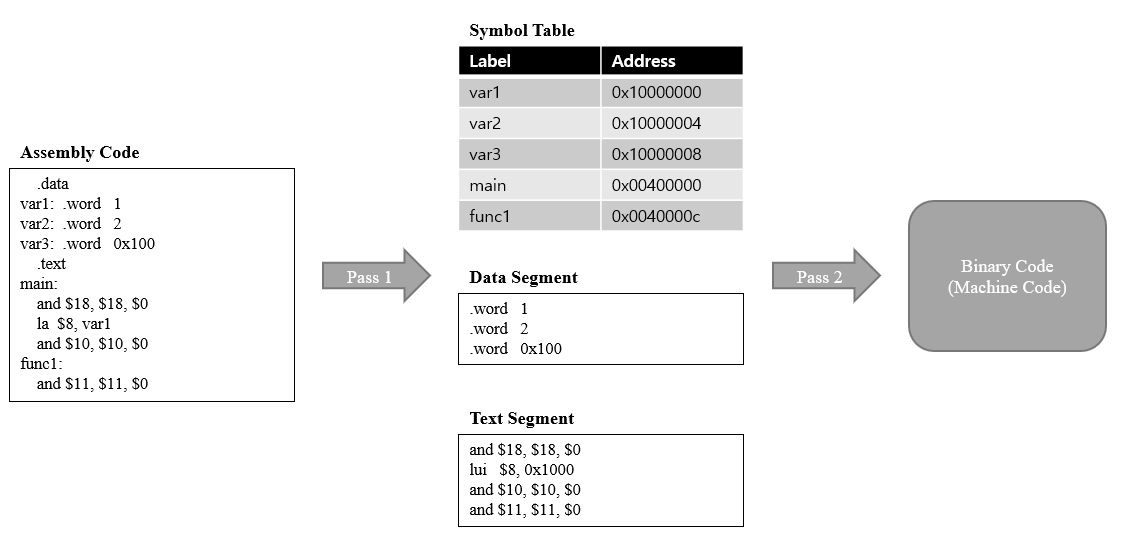 Assembly Code
.data
var1: .word 1
var2: .word 2
var3: .word 0x100
.text
main:
and $18, $18, $0
la $8, var1
and $10, $10, $0
func1:
and $11, $11, $0
Pass 1
Symbol Table
Label Address
var1 0x10000000
var2 0x10000004
var3 0x10000008
main 0x00400000
func1 0x0040000c
Data Segment
.word 1
.word 2
.word 0x100
Text Segment
and $18, $18, $0
lui $8, 0x1000
and $10, $10, $0
and $11, $11, $0
Pass 2
Binary Code
(Machine Code)